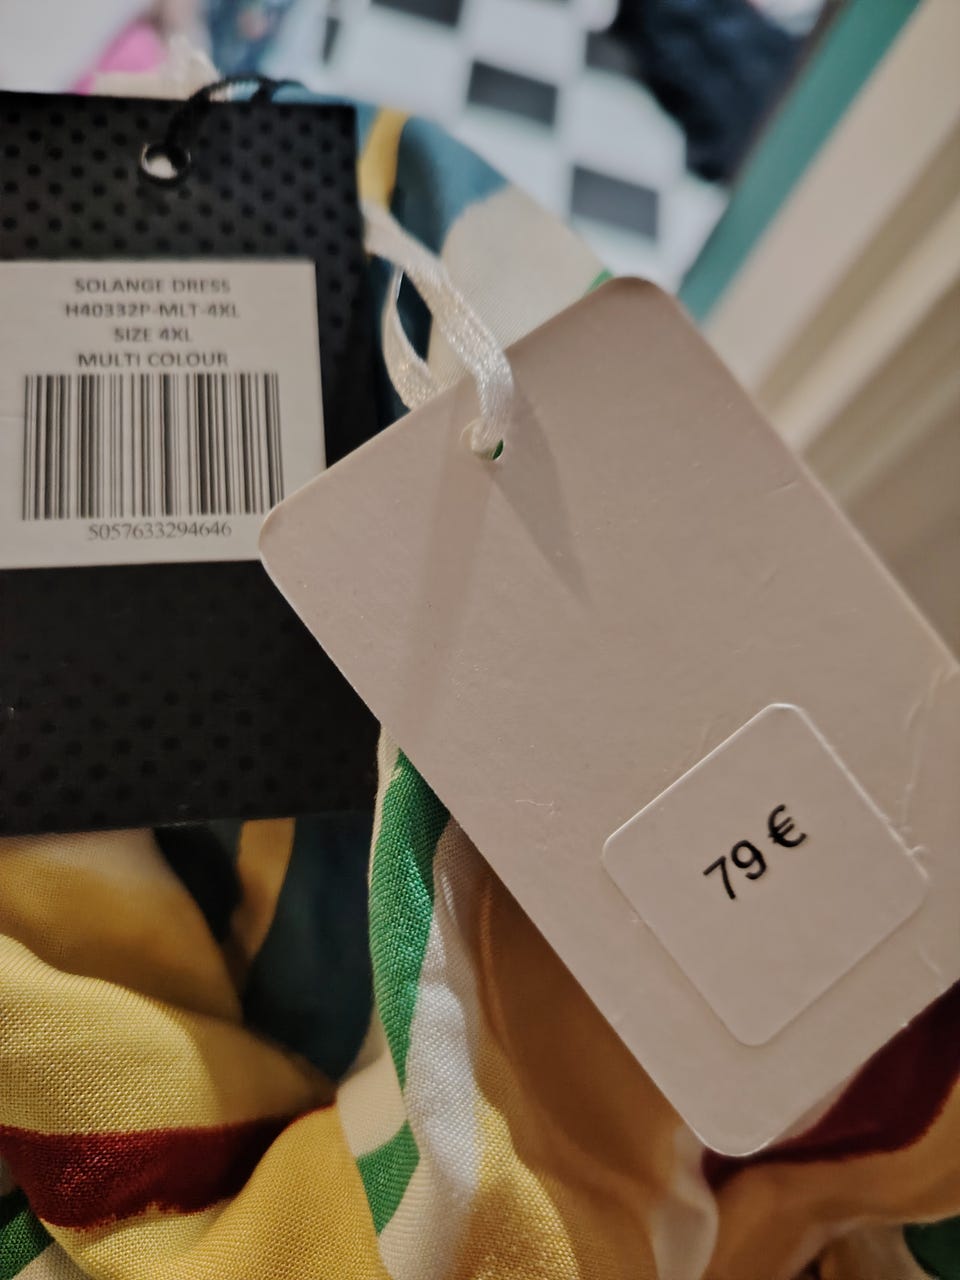 SOLANGE DRESS
H40332P-MLT-4XL
SIZE 4XL
MULTI COLOUR
5057633294646
79 €